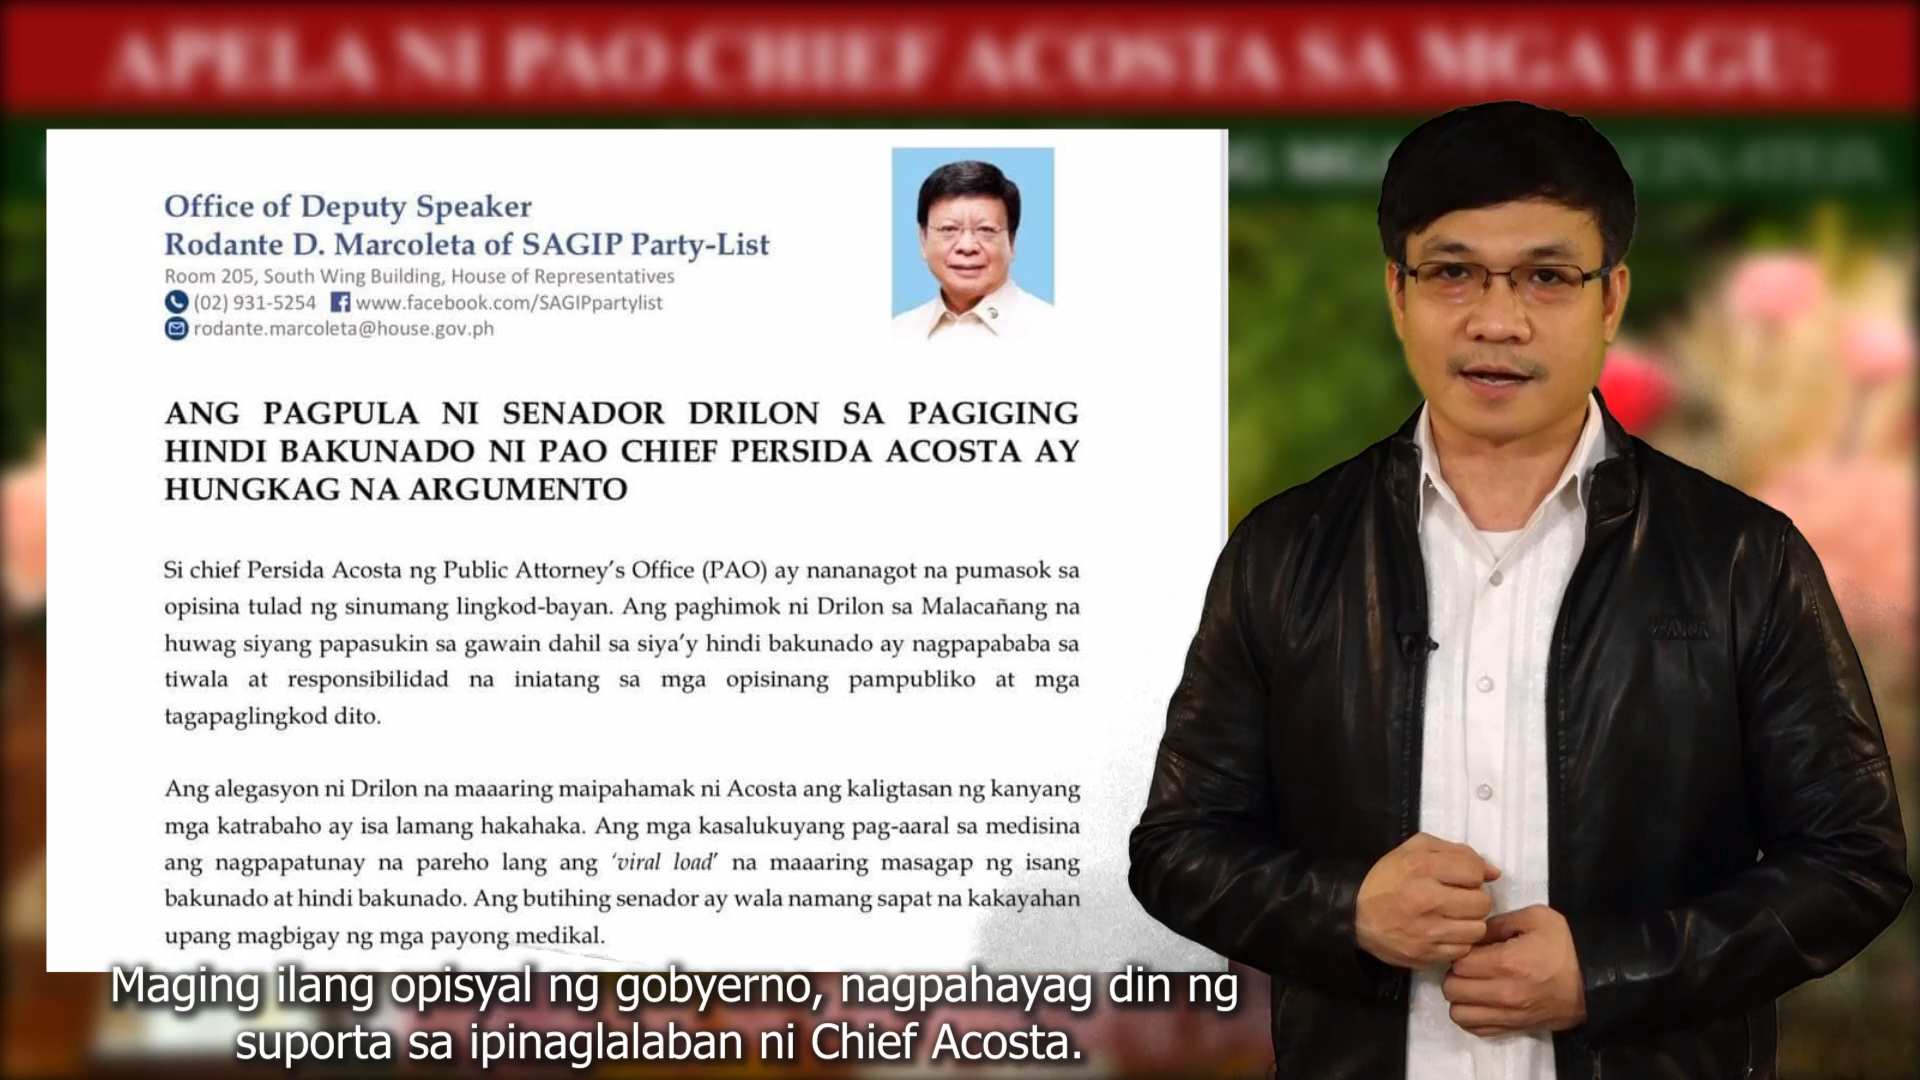 APELA NI PAO CHIEF ACOSTA SA MGA LGU:
Office of Deputy Speaker
Rodante D. Marcoleta of SAGIP Party-List
Room 205, South Wing Building, House of Representatives
(02) 931-5254 www.facebook.com/SAGIPpartylist
rodante.marcoleta@house.gov.ph
ANG PAGPULA NI SENADOR DRILON SA PAGIGING
HINDI BAKUNADO NI PAO CHIEF PERSIDA ACOSTA AY
HUNGKAG NA ARGUMENTO
Si chief Persida Acosta ng Public Attorney’s Office (PAO) ay nananagot na pumasok sa
opisina tulad ng sinumang lingkod-bayan. Ang paghimok ni Drilon sa Malacañang na
huwag siyang papasukin sa gawain dahil sa siya’y hindi bakunado ay nagpapababa sa
tiwala at responsibilidad na iniatang sa mga opisinang pampubliko at mga
tagapaglingkod dito.
Ang alegasyon ni Drilon na maaaring maipahamak ni Acosta ang kaligtasan ng kanyang
mga katrabaho ay isa lamang hakahaka. Ang mga kasalukuyang pag-aaral sa medisina
ang nagpapatunay na pareho lang ang ‘viral load’ na maaaring masagap ng isang
bakunado at hindi bakunado. Ang butihing senador ay wala namang sapat na kakayahan
upang magbigay ng mga payong medikal.
Maging ilang opisyal ng gobyerno, nagpahayag din ng
suporta sa ipinaglalaban ni Chief Acosta.